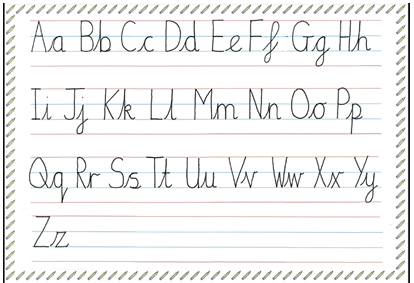 Aa Bb Cc Dd Ee Ff Gg Hh
Ii Jj Kk Ll Mm Nn Oo Pp
Qq Rr Ss Tt Uu Vv Ww Xx Yy
Zz